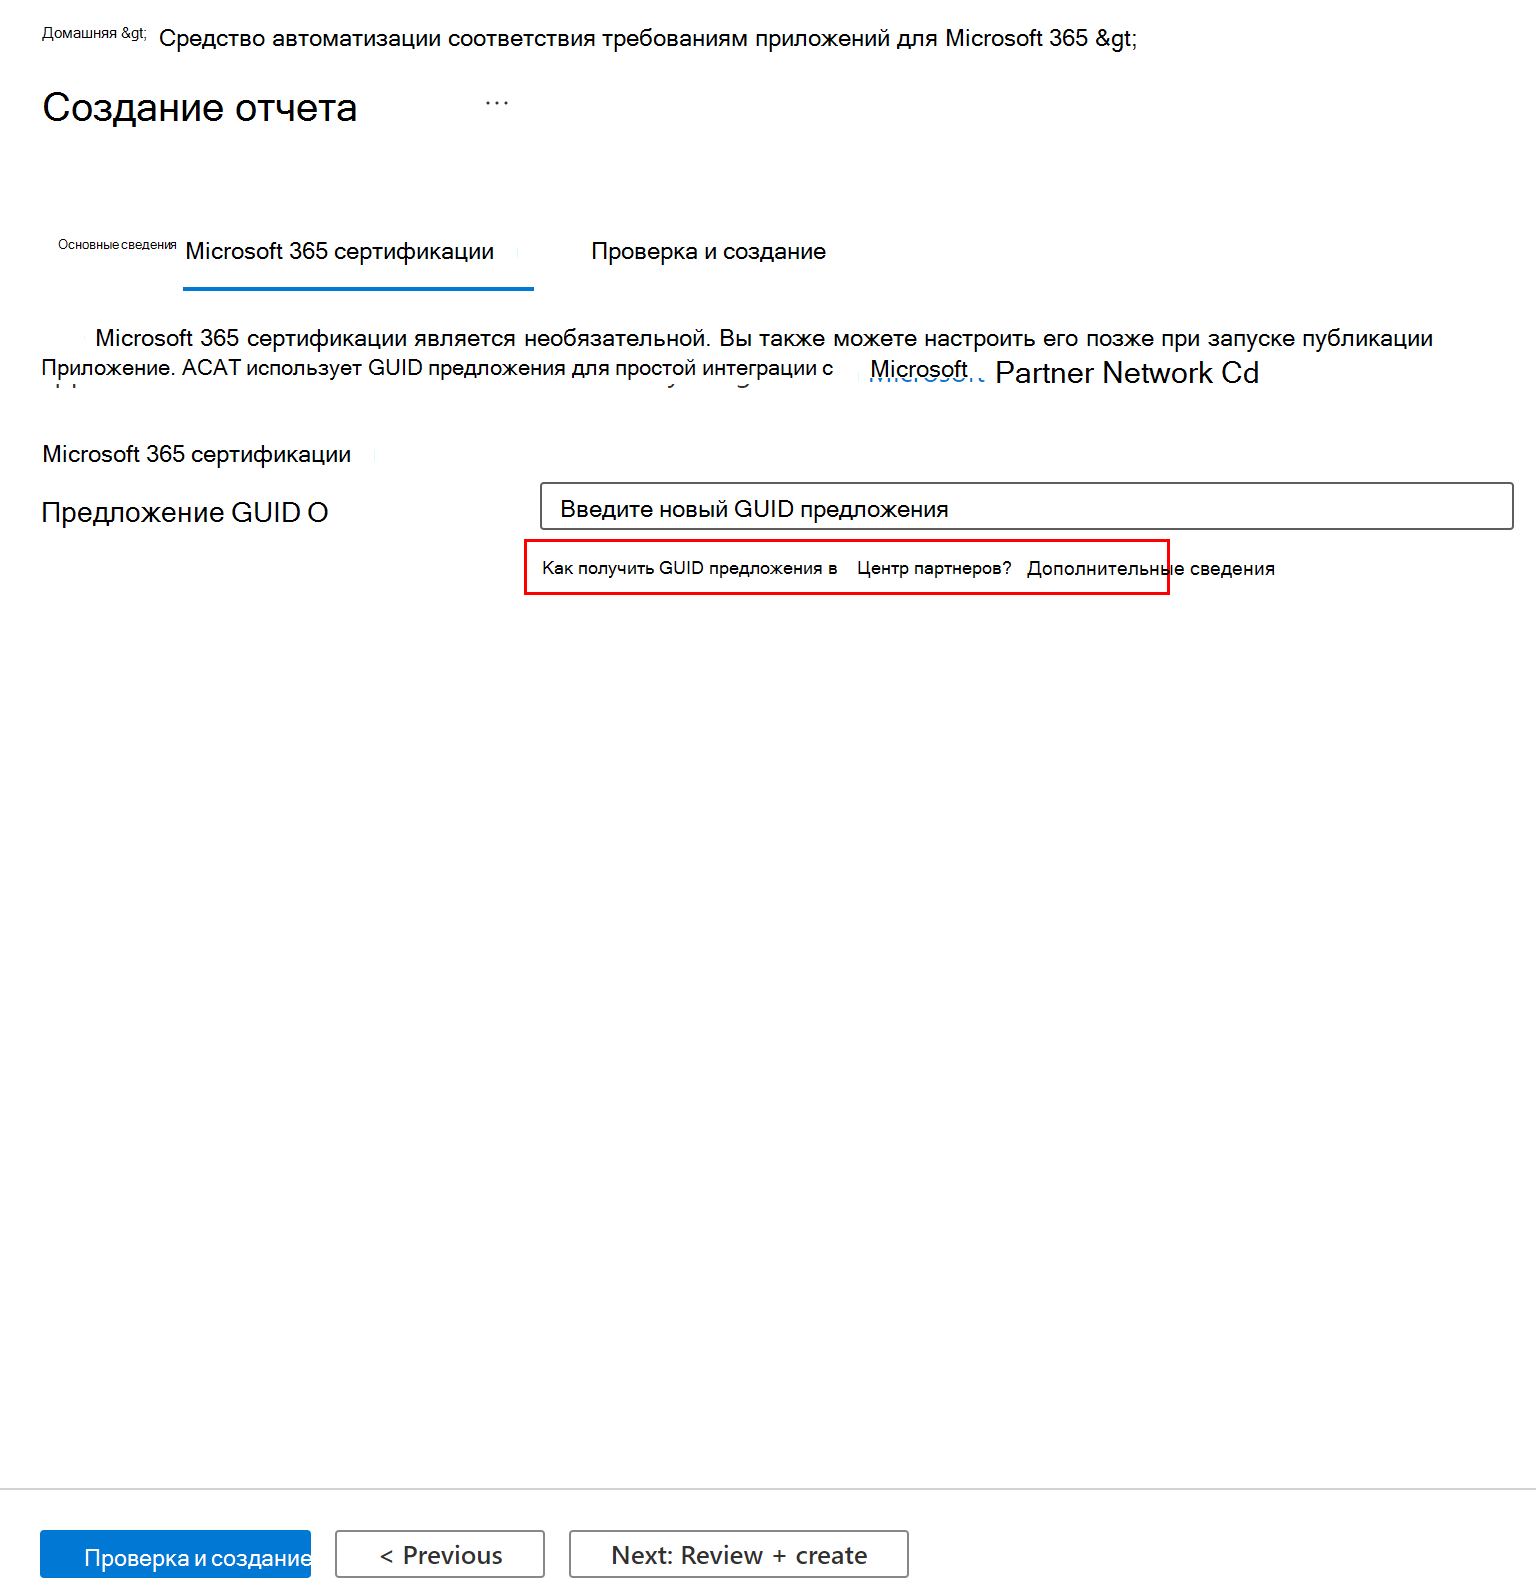 Домашняя &gt; Средство автоматизации соответствия требованиям приложений для Microsoft 365 &gt;
Создание отчета ...
Основные сведения Microsoft 365 сертификации Проверка и создание
Microsoft 365 сертификации является необязательной. Вы также можете настроить его позже при запуске публикации
Приложение. ACAT использует GUID предложения для простой интеграции с Microsoft Partner Network Cd
Microsoft 365 сертификации
Предложение GUID O Введите новый GUID предложения
Как получить GUID предложения в Центр партнеров? Дополнительные сведения
Проверка и создание < Previous Next: Review + create